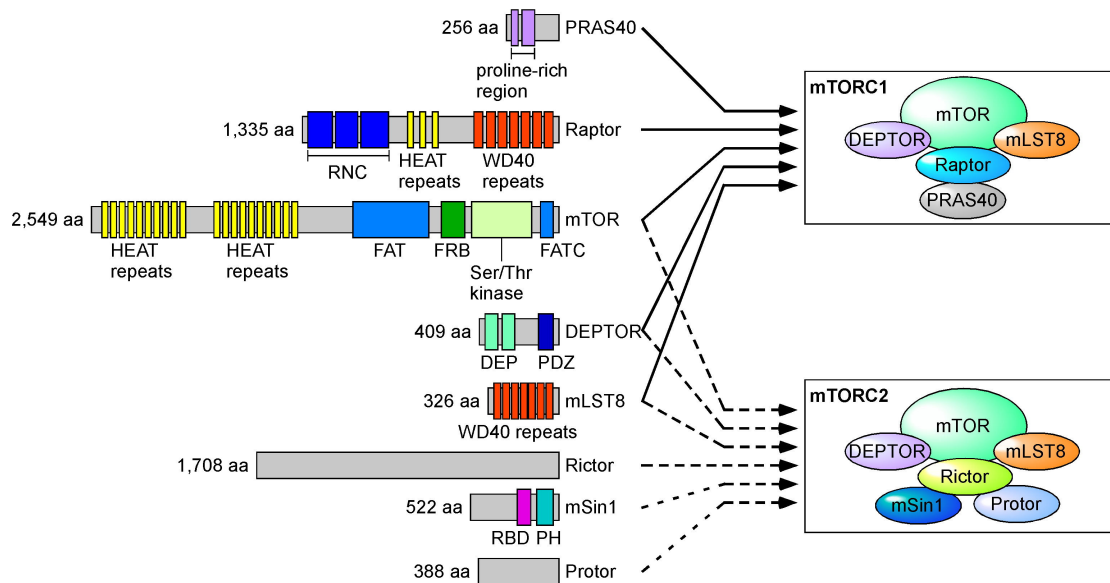 256 aa
PRAS40
proline-rich
region
1,335 aa
Raptor
RNC
HEAT
repeats
WD40
repeats
2,549 aa
mTOR
HEAT
repeats
HEAT
repeats
FAT
FRB
FATC
Ser/Thr
kinase
409 aa
DEPTOR
DEP
PDZ
326 aa
mLST8
WD40 repeats
1,708 aa
Rictor
522 aa
mSin1
RBD
PH
388 aa
Protor
mTORC1
mTOR
DEPTOR
mLST8
Raptor
PRAS40
mTORC2
mTOR
DEPTOR
mLST8
Rictor
mSin1
Protor